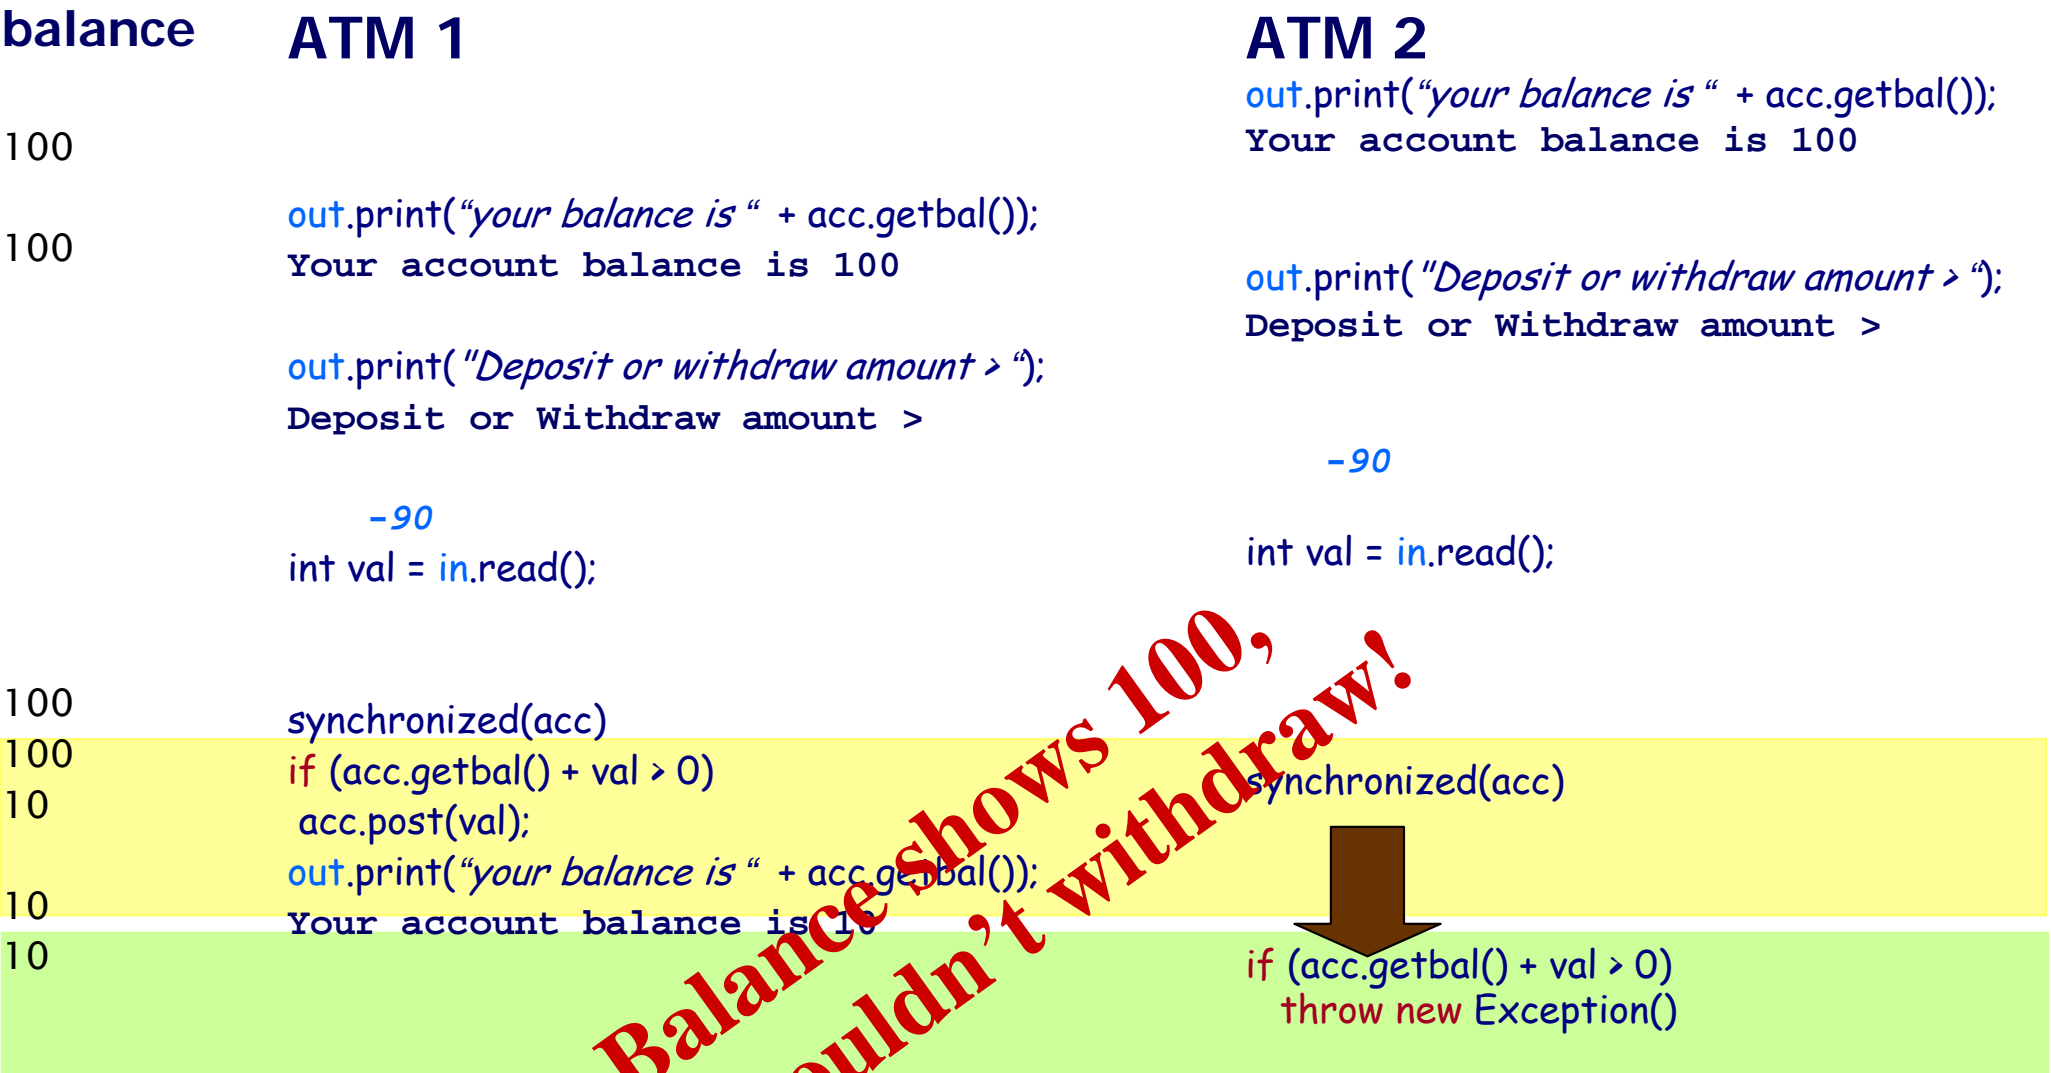 balance
ATM 1
ATM 2
out.print(“your balance is “ + acc.getbal());
Your account balance is 100
100
out.print(“your balance is “ + acc.getbal());
100
Your account balance is 100
out.print("Deposit or withdraw amount > “);
Deposit or Withdraw amount >
out.print("Deposit or withdraw amount > “);
Deposit or Withdraw amount >
-90
-90
int val = in.read();
int val = in.read();
100
synchronized(acc)
100
if (acc.getbal() + val > 0)
synchronized(acc)
10
acc.post(val);
out.print(“your balance is “ + acc.getbal());
10
Your account balance is 10
10
if (acc.getbal() + val > 0)
throw new Exception()
Balance shows 100,
withdraw!